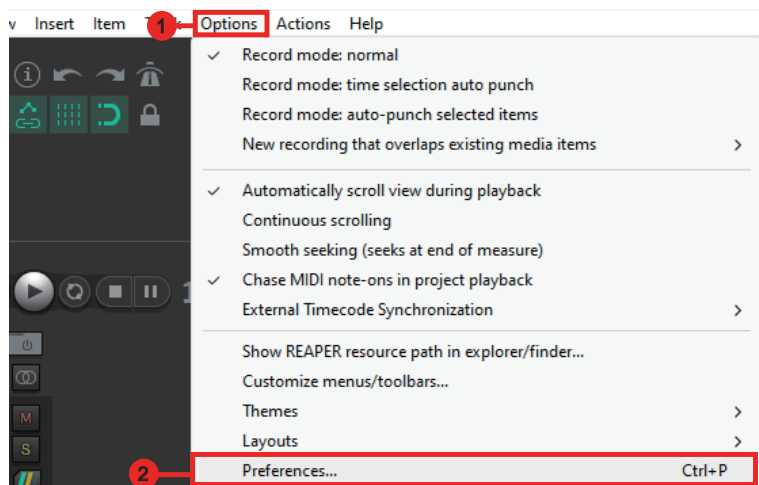 w Insert Item T k Options Actions Help
1
Record mode: normal
Record mode: time selection auto punch
Record mode: auto-punch selected items
New recording that overlaps existing media items
Automatically scroll view during playback
Continuous scrolling
Smooth seeking (seeks at end of measure)
Chase MIDI note-ons in project playback
External Timecode Synchronization
1
Show REAPER resource path in explorer/finder...
Customize menus/toolbars...
Themes
M
Layouts
S
2
Preferences... Ctrl+P